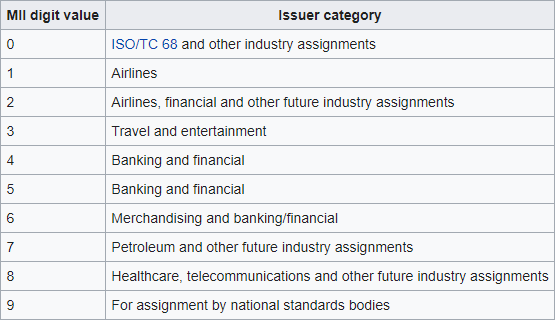 MII digit value Issuer category
0 ISO/TC 68 and other industry assignments
1 Airlines
2 Airlines, financial and other future industry assignments
3 Travel and entertainment
4 Banking and financial
5 Banking and financial
6 Merchandising and banking/financial
7 Petroleum and other future industry assignments
8 Healthcare, telecommunications and other future industry assignments
9 For assignment by national standards bodies